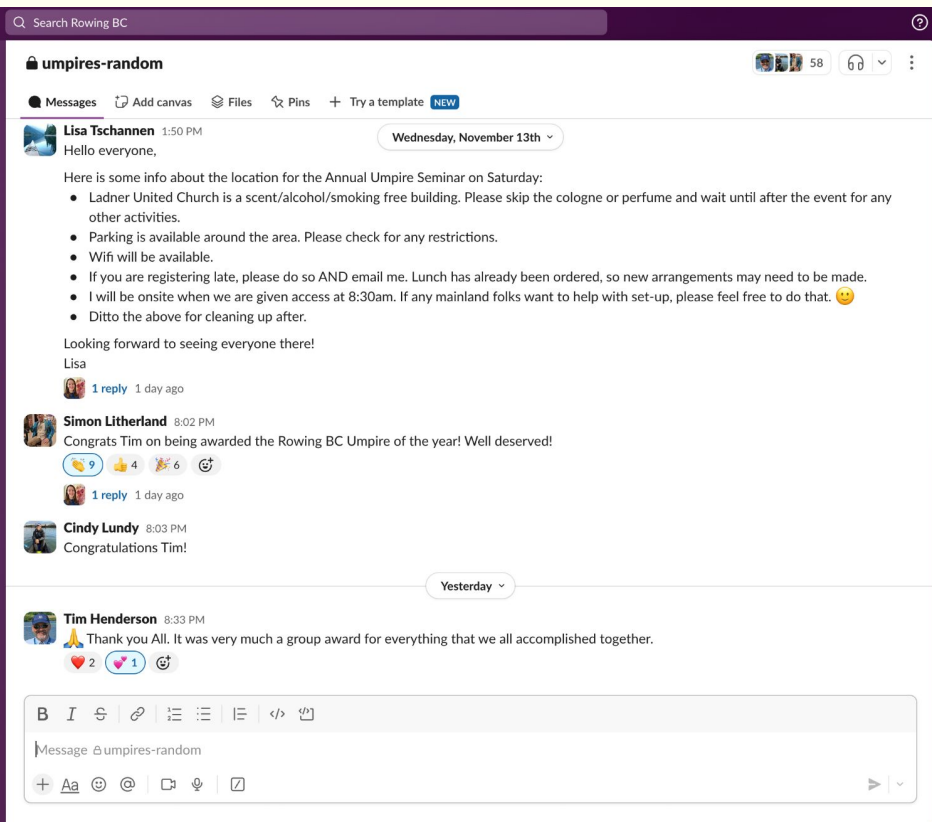 Search Rowing BC
umpires-random
58
Messages
Add canvas
Files
Pins
Try a template NEW
Lisa Tschannen 1:50 PM
Wednesday, November 13th
Hello everyone,
Here is some info about the location for the Annual Umpire Seminar on Saturday:
• Ladner United Church is a scent/alcohol/smoking free building. Please skip the cologne or perfume and wait until after the event for any
other activities.
• Parking is available around the area. Please check for any restrictions.
• Wifi will be available.
• If you are registering late, please do so AND email me. Lunch has already been ordered, so new arrangements may need to be made.
• I will be onsite when we are given access at 8:30am. If any mainland folks want to help with set-up, please feel free to do that. 🙂
• Ditto the above for cleaning up after.
Looking forward to seeing everyone there!
Lisa
1 reply 1 day ago
Simon Litherland 8:02 PM
Congrats Tim on being awarded the Rowing BC Umpire of the year! Well deserved!
👏 9 👍 4 🎉 6
1 reply 1 day ago
Cindy Lundy 8:03 PM
Congratulations Tim!
Yesterday
Tim Henderson 8:33 PM
🙏 Thank you All. It was very much a group award for everything that we all accomplished together.
❤️ 2 💕 1
Message umpires-random